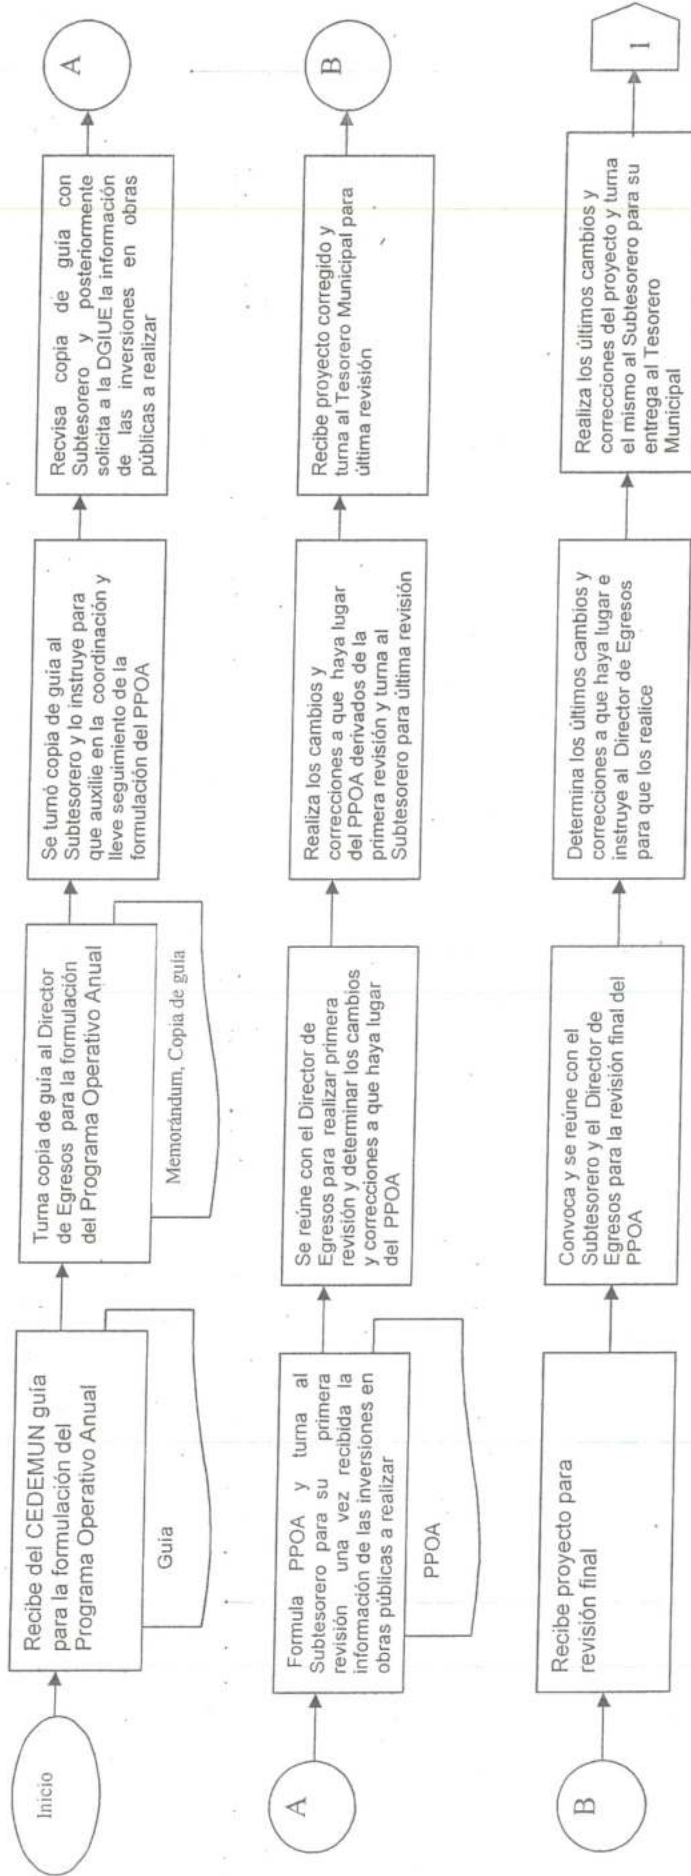 Inicio
Recibe del CEDEMUN guía
para la formulación del
Programa Operativo Anual
Guia
Turna copia de guía al Director
de Egresos para la formulación
del Programa Operativo Anual
Memorándum, Copia de guia
Se turnó copia de guía al
Subtesorero y lo instruye para
que auxilie en la coordinación y
lleve seguimiento de la
formulación del PPOA
Recvisa copia de guía con
Subtesorero y posteriormente
solicita a la DGIUE la información
de las inversiones en obras
públicas a realizar
A
A
Formula PPOA y turna al
Subtesorero para su primera
revisión una vez recibida la
información de las inversiones en
obras públicas a realizar
PPOA
Se reúne con el Director de
Egresos para realizar primera
revisión y determinar los cambios
y correcciones a que haya lugar
del PPOA
Realiza los cambios y
correcciones a que haya lugar
del PPOA derivados de la
primera revisión y turna al
Subtesorero para última revisión
Recibe proyecto corregido y
turna al Tesorero Municipal para
última revisión
B
B
Recibe proyecto para
revisión final
Convoca y se reúne con el
Subtesorero y el Director de
Egresos para la revisión final del
PPOA
Determina los últimos cambios y
correcciones a que haya lugar e
instruye al Director de Egresos
para que los realice
Realiza los últimos cambios y
correcciones del proyecto y turna
el mismo al Subtesorero para su
entrega al Tesorero
Municipal
1